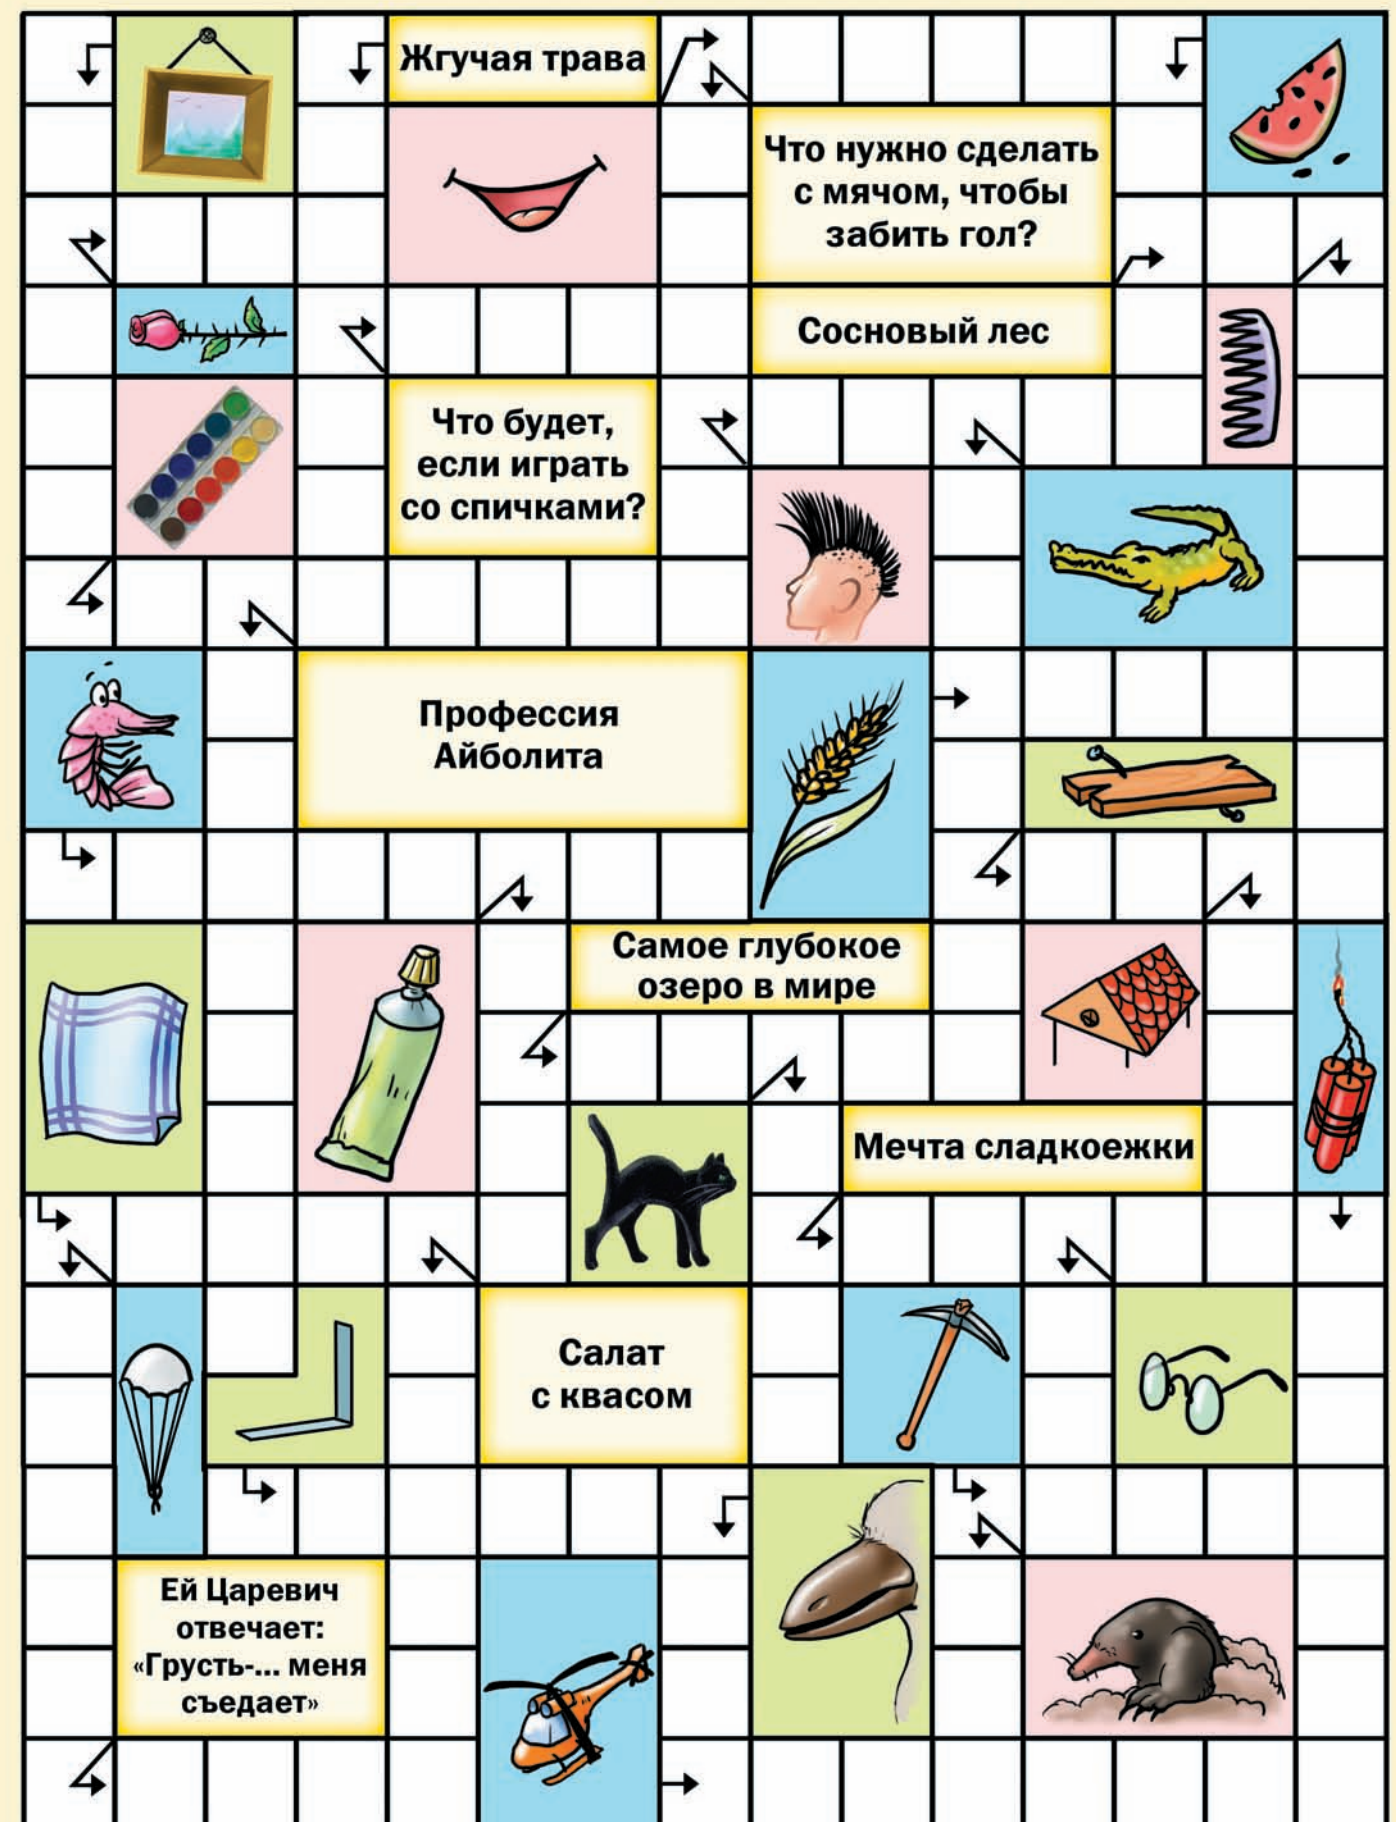 Жгучая трава
Что нужно сделать
с мячом, чтобы
забить гол?
Сосновый лес
Что будет,
если играть
со спичками?
Профессия
Айболита
Самое глубокое
озеро в мире
Мечта сладкоежки
Салат
с квасом
Ей Царевич
отвечает:
«Грусть-... меня
съедает»